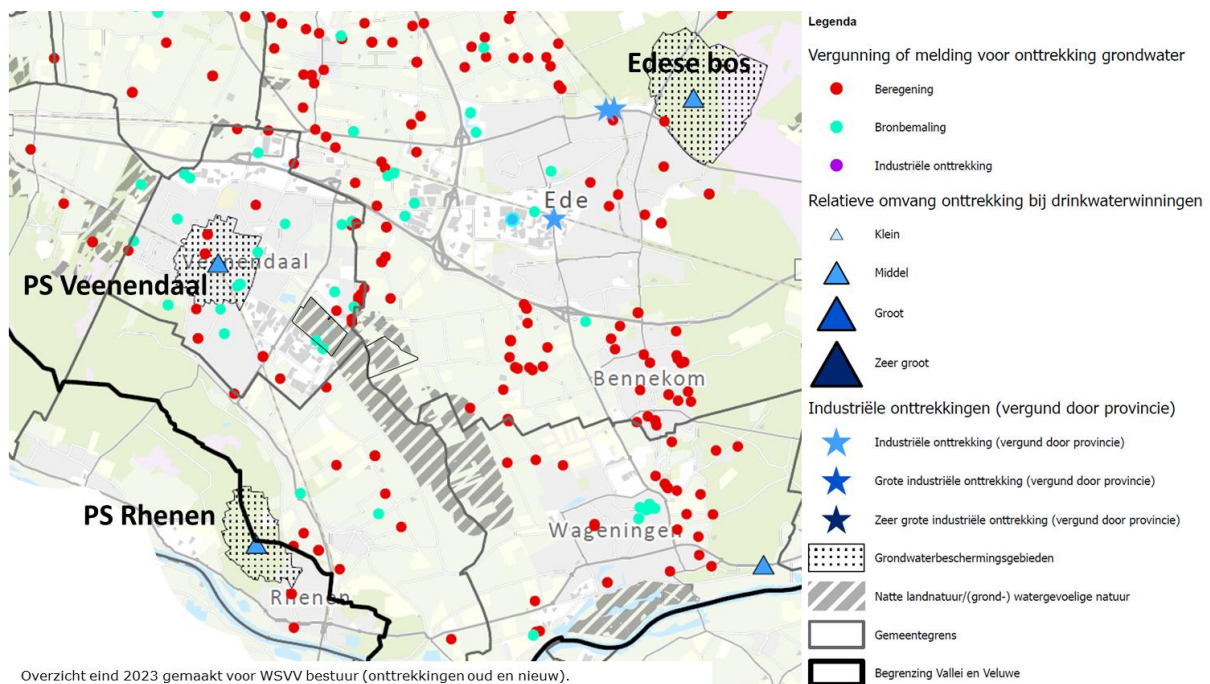 Edese bos
Ede
PS Veenendaal
Veenendaal
Bennekom
PS Rhenen
Wageningen
Rhenen
Overzicht eind 2023 gemaakt voor WSVV bestuur (onttrekkingen oud en nieuw).
Legenda
Vergunning of melding voor onttrekking grondwater
Beregening
Bronbemaling
Industriële onttrekking
Relatieve omvang onttrekking bij drinkwaterwinningen
Klein
Middel
Groot
Zeer groot
Industriële onttrekkingen (vergund door provincie)
Industriële onttrekking (vergund door provincie)
Grote industriële onttrekking (vergund door provincie)
Zeer grote industriële onttrekking (vergund door provincie)
Grondwaterbeschermingsgebieden
Natte landnatuur/(grond-) watergevoelige natuur
Gemeentegrens
Begrenzing Vallei en Veluwe